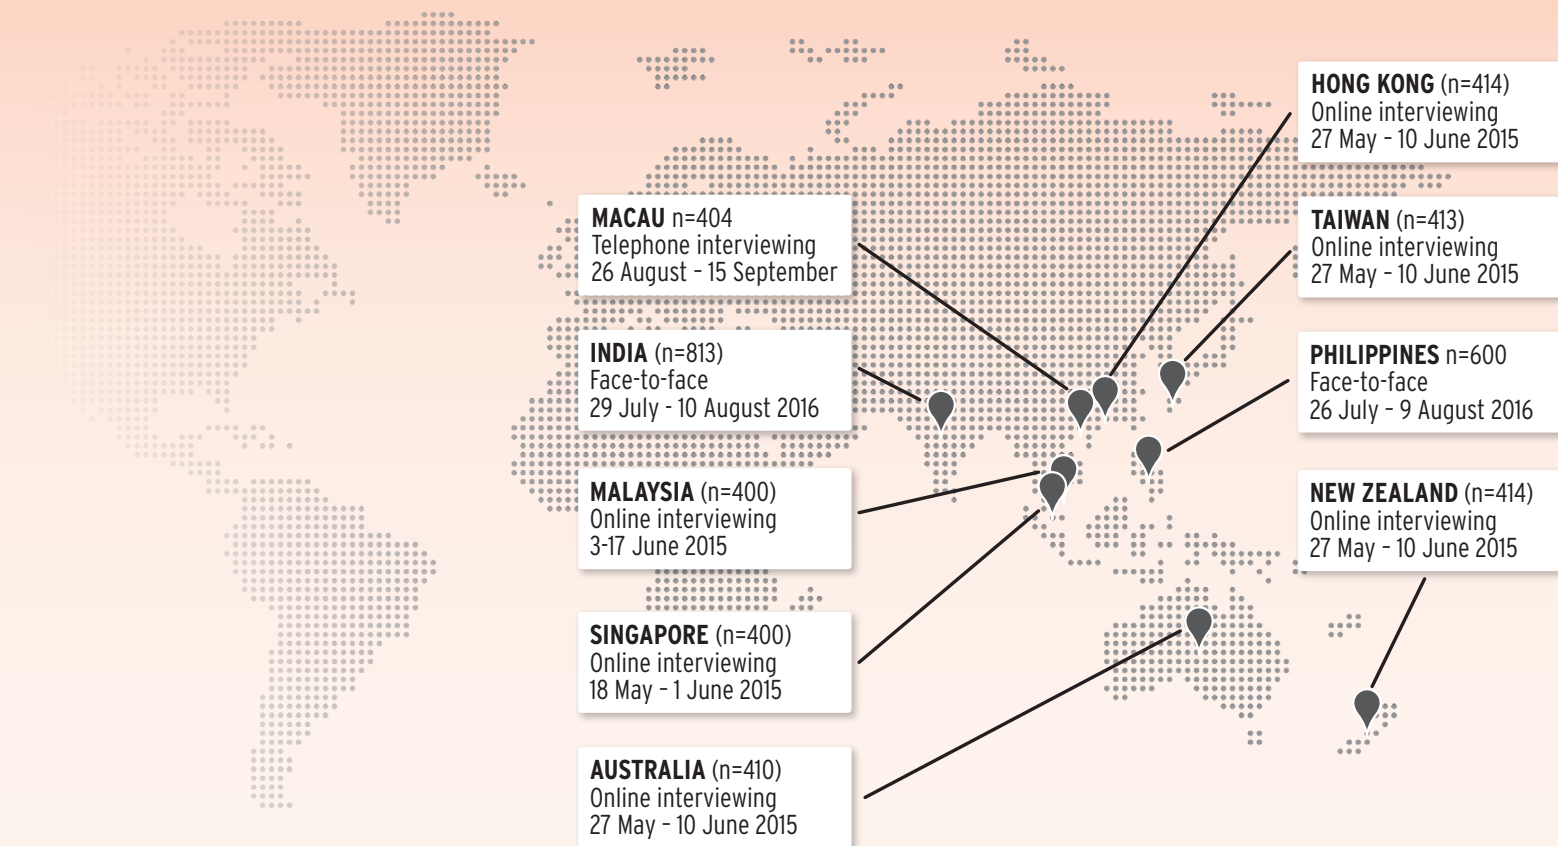 MACAU n=404
Telephone interviewing
26 August - 15 September
INDIA (n=813)
Face-to-face
29 July - 10 August 2016
MALAYSIA (n=400)
Online interviewing
3-17 June 2015
SINGAPORE (n=400)
Online interviewing
18 May - 1 June 2015
AUSTRALIA (n=410)
Online interviewing
27 May - 10 June 2015
HONG KONG (n=414)
Online interviewing
27 May - 10 June 2015
TAIWAN (n=413)
Online interviewing
27 May - 10 June 2015
PHILIPPINES n=600
Face-to-face
26 July - 9 August 2016
NEW ZEALAND (n=414)
Online interviewing
27 May - 10 June 2015